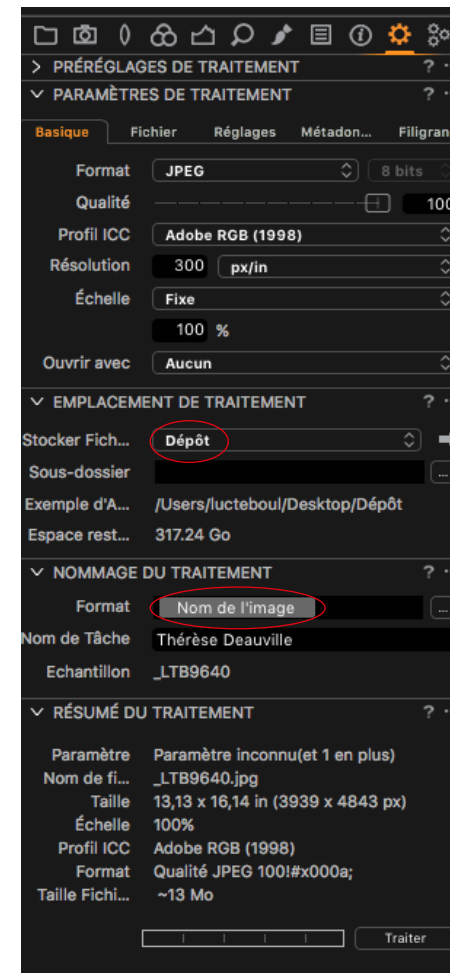 PRÉRÉGLAGES DE TRAITEMENT ?
PARAMÈTRES DE TRAITEMENT ?
Basique Fichier Réglages Métadon... Filigran
Format JPEG 8 bits
Qualité 100
Profil ICC Adobe RGB (1998)
Résolution 300 px/in
Échelle Fixe
100 %
Ouvrir avec Aucun
EMPLACEMENT DE TRAITEMENT ?
Stocker Fich... Dépôt
Sous-dossier ...
Exemple d'A... /Users/lucteboul/Desktop/Dépôt
Espace rest... 317.24 Go
NOMMAGE DU TRAITEMENT ?
Format Nom de l'image ...
Nom de Tâche Thérèse Deauville
Echantillon _LTB9640
RÉSUMÉ DU TRAITEMENT ?
Paramètre Paramètre inconnu(et 1 en plus)
Nom de fi... _LTB9640.jpg
Taille 13,13 x 16,14 in (3939 x 4843 px)
Échelle 100%
Profil ICC Adobe RGB (1998)
Format Qualité JPEG 100!#x000a;
Taille Fichi... ~13 Mo
Traiter